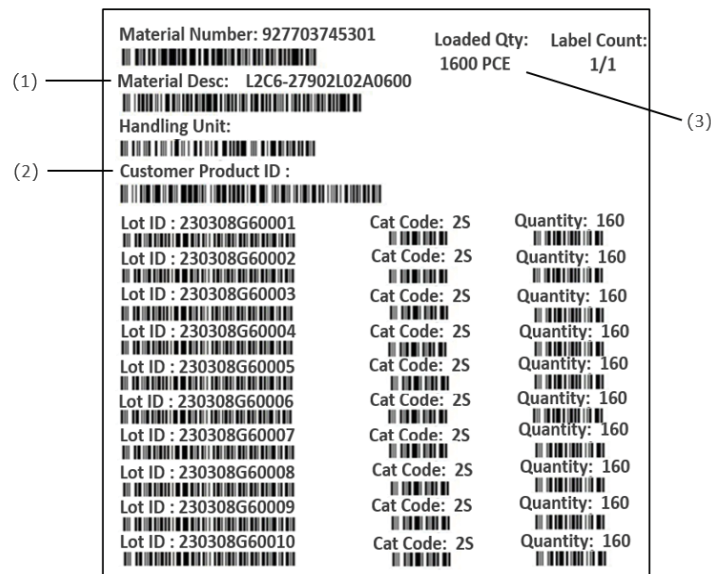 Material Number: 927703745301
Loaded Qty: Label Count:
1600 PCE 1/1
(1)
Material Desc: L2C6-27902L02A0600
(3)
Handling Unit:
(2)
Customer Product ID :
Lot ID : 230308G60001 Cat Code: 2S Quantity: 160
Lot ID : 230308G60002 Cat Code: 2S Quantity: 160
Lot ID : 230308G60003 Cat Code: 2S Quantity: 160
Lot ID : 230308G60004 Cat Code: 2S Quantity: 160
Lot ID : 230308G60005 Cat Code: 2S Quantity: 160
Lot ID : 230308G60006 Cat Code: 2S Quantity: 160
Lot ID : 230308G60007 Cat Code: 2S Quantity: 160
Lot ID : 230308G60008 Cat Code: 2S Quantity: 160
Lot ID : 230308G60009 Cat Code: 2S Quantity: 160
Lot ID : 230308G60010 Cat Code: 2S Quantity: 160